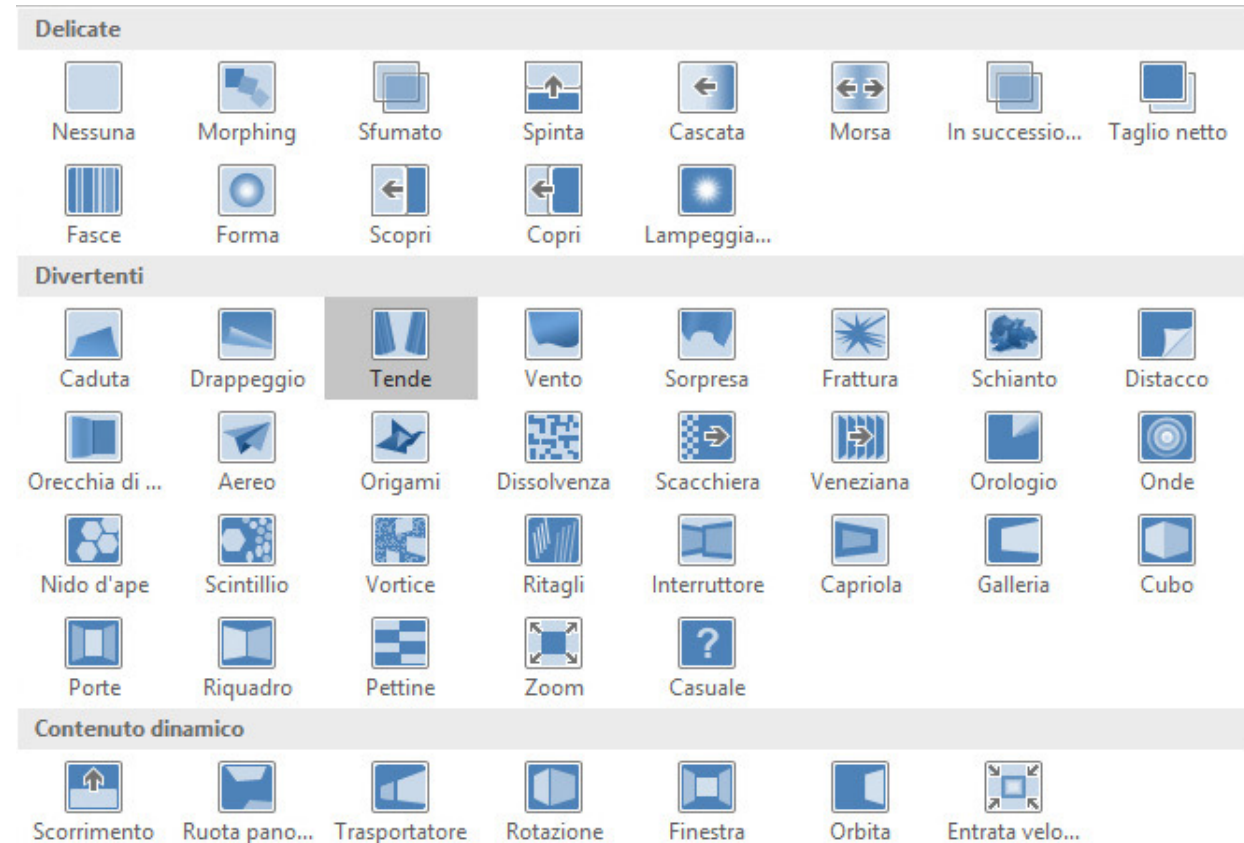 Delicate
Nessuna Morphing Sfumato Spinta Cascata Morsa In successio... Taglio netto
Fasce Forma Scopri Copri Lampeggia...
Divertenti
Caduta Drappeggio Tende Vento Sorpresa Frattura Schianto Distacco
Orecchia di ... Aereo Origami Dissolvenza Scacchiera Veneziana Orologio Onde
Nido d'ape Scintillio Vortice Ritagli Interruttore Capriola Galleria Cubo
Porte Riquadro Pettine Zoom ? Casuale
Contenuto dinamico
Scorrimento Ruota pano... Trasportatore Rotazione Finestra Orbita Entrata velo...